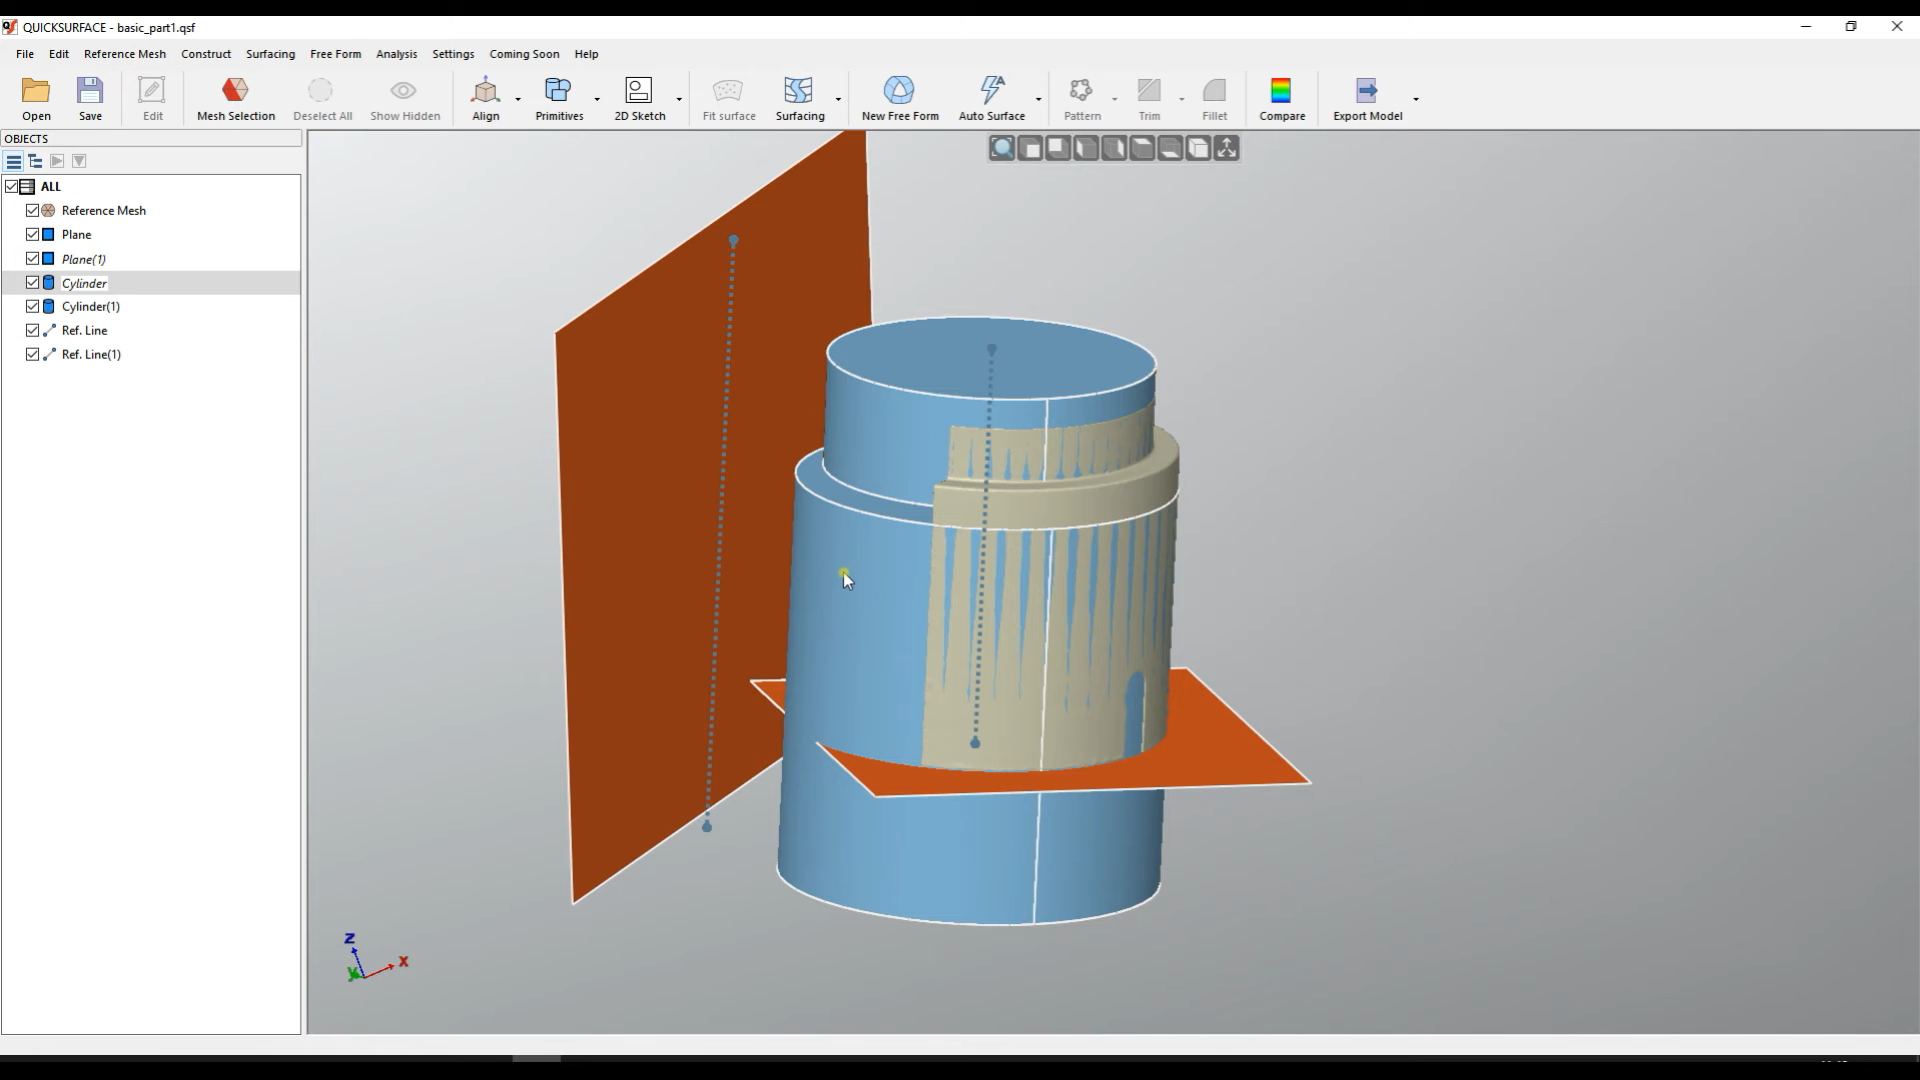 QUICKSURFACE - basic_part1.qsf
File Edit Reference Mesh Construct Surfacing Free Form Analysis Settings Coming Soon Help
Open Save Edit Mesh Selection Deselect All Show Hidden Align Primitives 2D Sketch Fit surface Surfacing New Free Form Auto Surface Pattern Trim Fillet Compare Export Model
OBJECTS
ALL
Reference Mesh
Plane
Plane(1)
Cylinder
Cylinder(1)
Ref. Line
Ref. Line(1)
Z
Y X